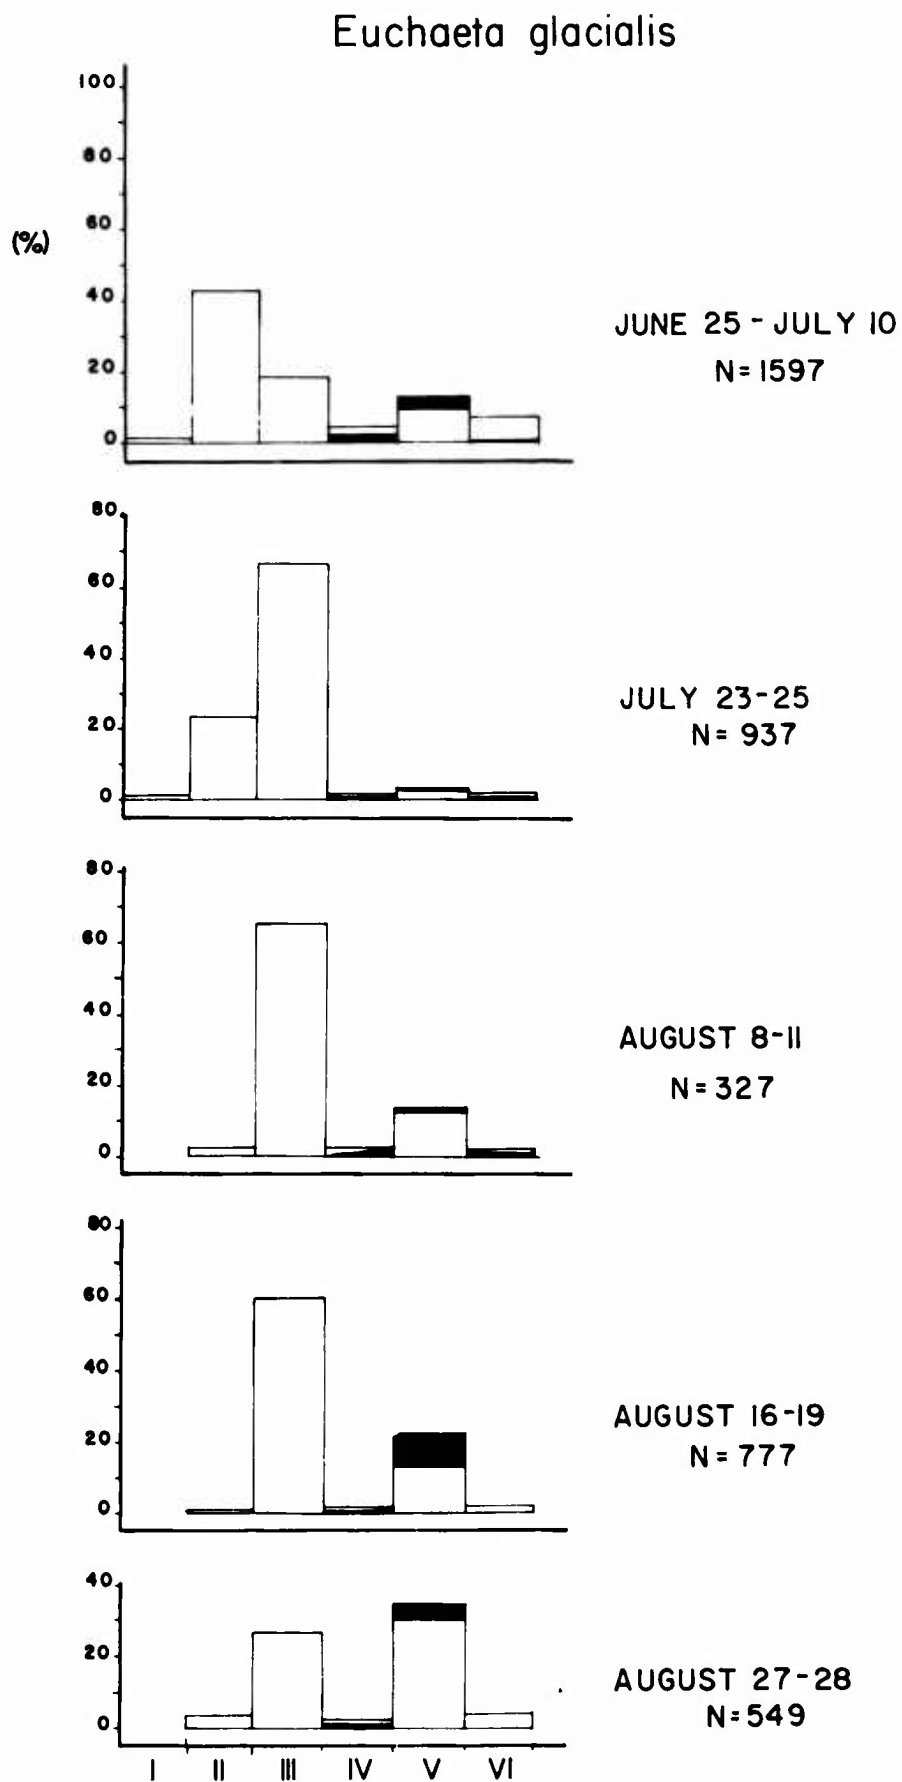 Euchaeta glacialis
100
80
60
(%)
40
20
0
JUNE 25 - JULY 10
N= 1597
80
60
40
20
0
JULY 23-25
N= 937
80
60
40
20
0
AUGUST 8-11
N= 327
80
60
40
20
0
AUGUST 16-19
N= 777
40
20
0
AUGUST 27-28
N= 549
I II III IV V VI